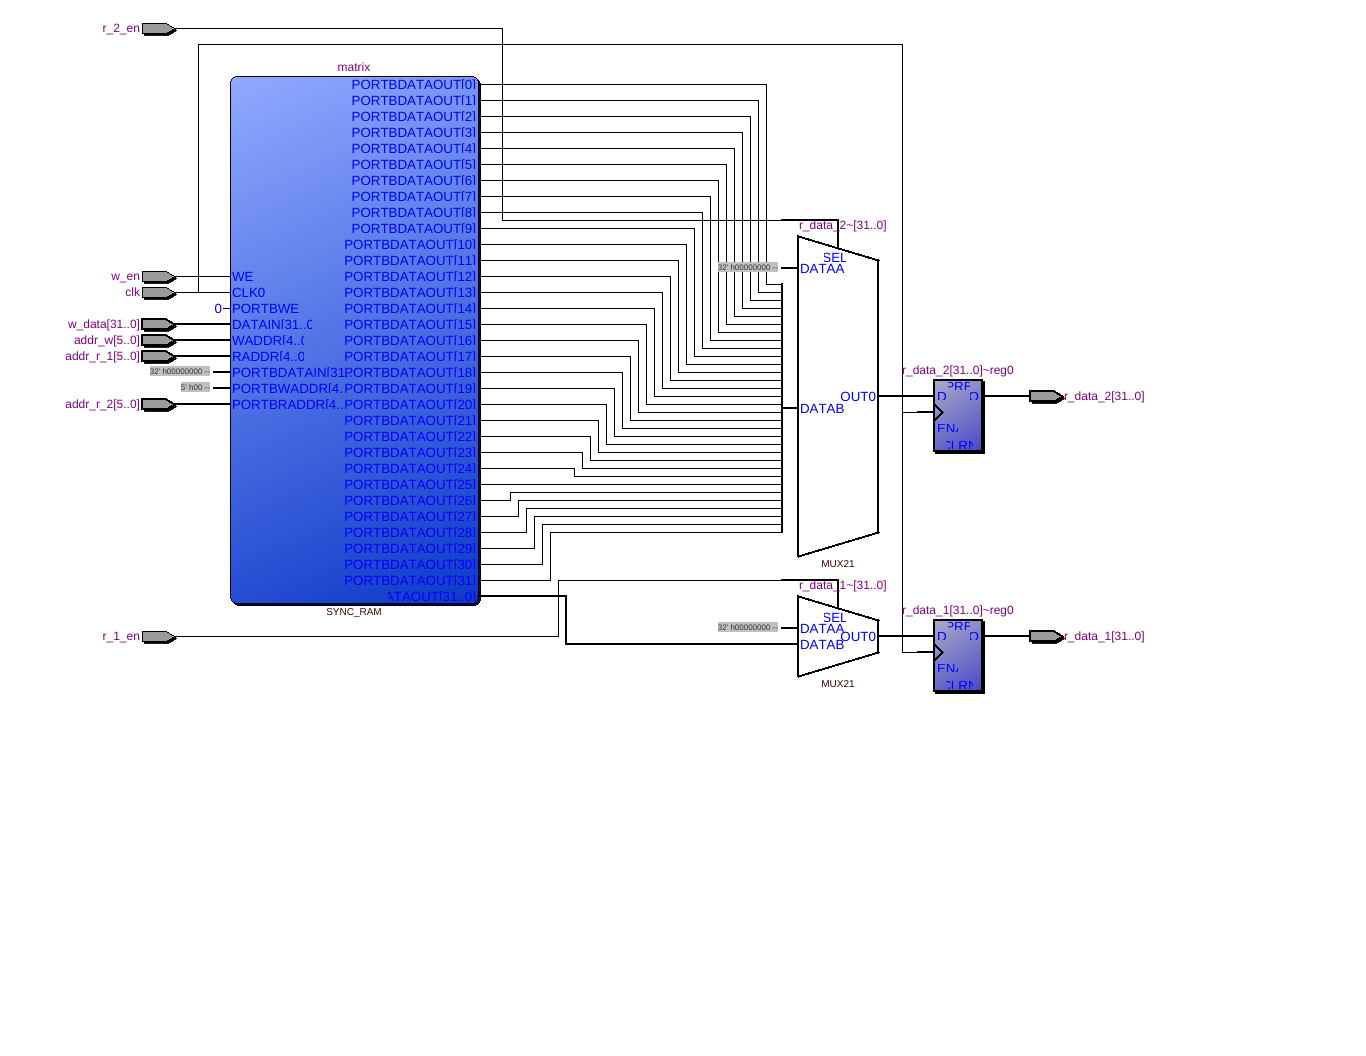 r_2_en
matrix
PORTBDATAOUT[0]
PORTBDATAOUT[1]
PORTBDATAOUT[2]
PORTBDATAOUT[3]
PORTBDATAOUT[4]
PORTBDATAOUT[5]
PORTBDATAOUT[6]
PORTBDATAOUT[7]
PORTBDATAOUT[8]
PORTBDATAOUT[9]
PORTBDATAOUT[10]
PORTBDATAOUT[11]
w_en WE PORTBDATAOUT[12]
clk CLK0 PORTBDATAOUT[13]
0 PORTBWE PORTBDATAOUT[14]
w_data[31..0] DATAIN[31..0 PORTBDATAOUT[15]
addr_w[5..0] WADDR[4..0 PORTBDATAOUT[16]
addr_r_1[5..0] RADDR[4..0 PORTBDATAOUT[17]
32' h00000000 -- PORTBDATAIN[31 PORTBDATAOUT[18]
5' h00 -- PORTBWADDR[4. PORTBDATAOUT[19]
addr_r_2[5..0] PORTBRADDR[4.. PORTBDATAOUT[20]
PORTBDATAOUT[21]
PORTBDATAOUT[22]
PORTBDATAOUT[23]
PORTBDATAOUT[24]
PORTBDATAOUT[25]
PORTBDATAOUT[26]
PORTBDATAOUT[27]
PORTBDATAOUT[28]
PORTBDATAOUT[29]
PORTBDATAOUT[30]
PORTBDATAOUT[31]
ATAOUT[31..0]
SYNC_RAM
r_1_en
r_data_2~[31..0]
SEL
32' h00000000 -- DATAA
DATAB
OUT0
MUX21
r_data_2[31..0]~reg0
PRE
D Q
ENA
CLRN
r_data_2[31..0]
r_data_1~[31..0]
SEL
32' h00000000 -- DATAA
OUT0
DATAB
MUX21
r_data_1[31..0]~reg0
PRE
D Q
ENA
CLRN
r_data_1[31..0]